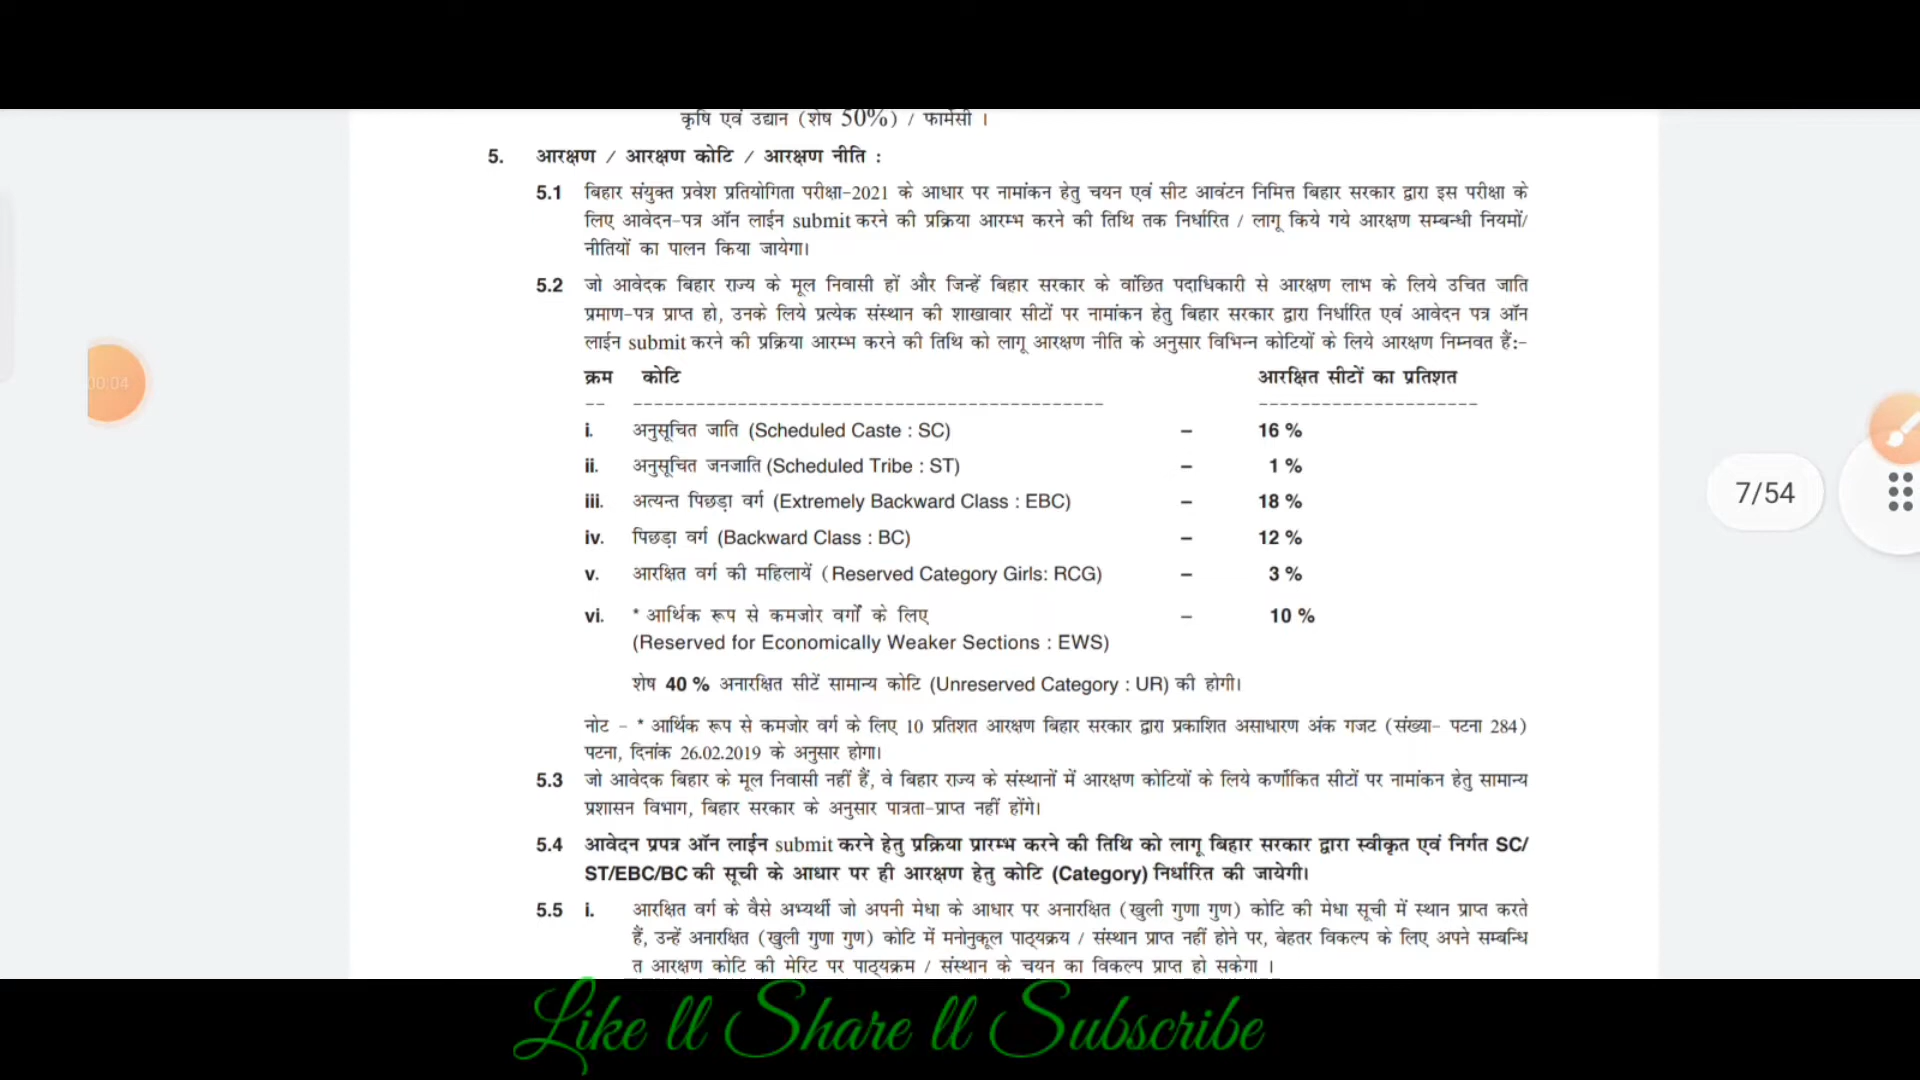 कृषि एवं उद्यान (शेष 50%) / फार्मेसी ।
5. आरक्षण / आरक्षण कोटि / आरक्षण नीति :
5.1 बिहार संयुक्त प्रवेश प्रतियोगिता परीक्षा-2021 के आधार पर नामांकन हेतु चयन एवं सीट आवंटन निमित्त बिहार सरकार द्वारा इस परीक्षा के
लिए आवेदन-पत्र ऑन लाईन submit करने की प्रक्रिया आरम्भ करने की तिथि तक निर्धारित / लागू किये गये आरक्षण सम्बन्धी नियमों/
नीतियों का पालन किया जायेगा।
5.2 जो आवेदक बिहार राज्य के मूल निवासी हों और जिन्हें बिहार सरकार के वांछित पदाधिकारी से आरक्षण लाभ के लिये उचित जाति
प्रमाण-पत्र प्राप्त हो, उनके लिये प्रत्येक संस्थान की शाखावार सीटों पर नामांकन हेतु बिहार सरकार द्वारा निर्धारित एवं आवेदन पत्र ऑन
लाईन submit करने की प्रक्रिया आरम्भ करने की तिथि को लागू आरक्षण नीति के अनुसार विभिन्न कोटियों के लिये आरक्षण निम्नवत हैं:-
क्रम कोटि आरक्षित सीटों का प्रतिशत
i. अनुसूचित जाति (Scheduled Caste : SC) – 16 %
ii. अनुसूचित जनजाति (Scheduled Tribe : ST) – 1 %
iii. अत्यन्त पिछड़ा वर्ग (Extremely Backward Class : EBC) – 18 %
iv. पिछड़ा वर्ग (Backward Class : BC) – 12 %
v. आरक्षित वर्ग की महिलायें (Reserved Category Girls: RCG) – 3 %
vi. * आर्थिक रूप से कमजोर वर्गों के लिए – 10 %
(Reserved for Economically Weaker Sections : EWS)
शेष 40 % अनारक्षित सीटें सामान्य कोटि (Unreserved Category : UR) की होगी।
नोट - * आर्थिक रूप से कमजोर वर्ग के लिए 10 प्रतिशत आरक्षण बिहार सरकार द्वारा प्रकाशित असाधारण अंक गजट (संख्या- पटना 284)
पटना, दिनांक 26.02.2019 के अनुसार होगा।
5.3 जो आवेदक बिहार के मूल निवासी नहीं हैं, वे बिहार राज्य के संस्थानों में आरक्षण कोटियों के लिये कर्णांकित सीटों पर नामांकन हेतु सामान्य
प्रशासन विभाग, बिहार सरकार के अनुसार पात्रता-प्राप्त नहीं होंगे।
5.4 आवेदन प्रपत्र ऑन लाईन submit करने हेतु प्रक्रिया प्रारम्भ करने की तिथि को लागू बिहार सरकार द्वारा स्वीकृत एवं निर्गत SC/
ST/EBC/BC की सूची के आधार पर ही आरक्षण हेतु कोटि (Category) निर्धारित की जायेगी।
5.5 i. आरक्षित वर्ग के वैसे अभ्यर्थी जो अपनी मेधा के आधार पर अनारक्षित (खुली गुणा गुण) कोटि की मेधा सूची में स्थान प्राप्त करते
हैं, उन्हें अनारक्षित (खुली गुणा गुण) कोटि में मनोनुकूल पाठ्यक्रय / संस्थान प्राप्त नहीं होने पर, बेहतर विकल्प के लिए अपने सम्बन्धि
त आरक्षण कोटि की मेरिट पर पाठ्यक्रम / संस्थान के चयन का विकल्प प्राप्त हो सकेगा ।
00:04
7/54
Like ll Share ll Subscribe